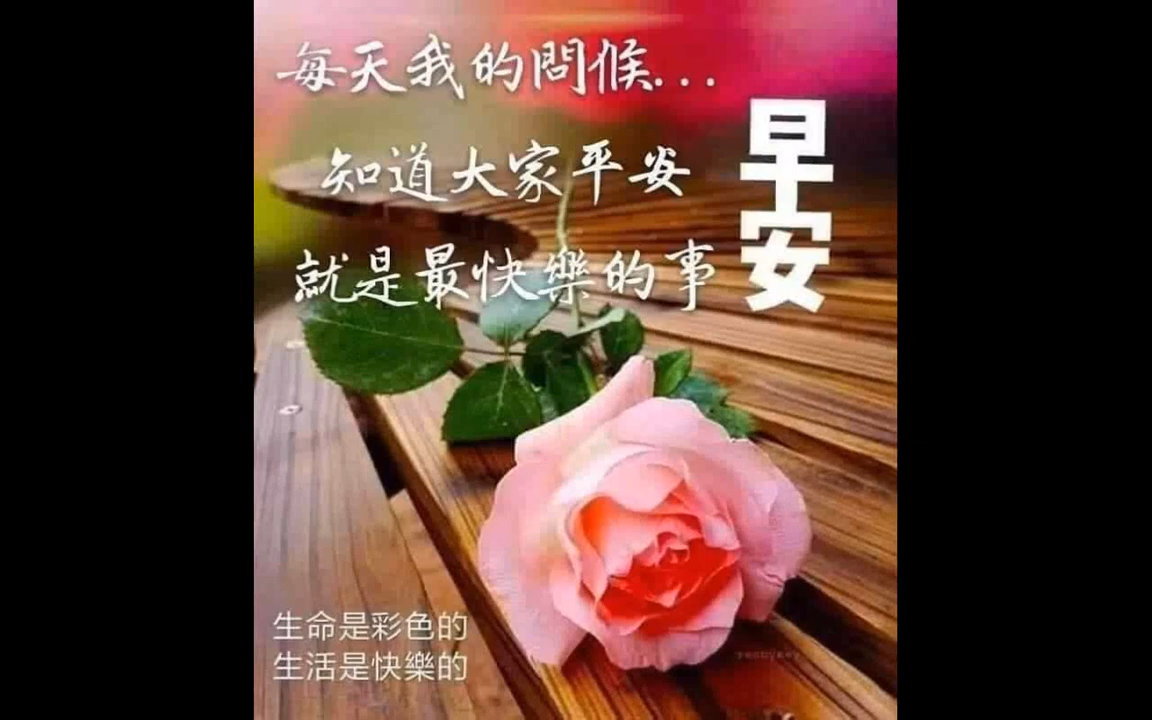 每天我的問候...
知道大家平安
就是最快樂的事
早安
生命是彩色的
生活是快樂的